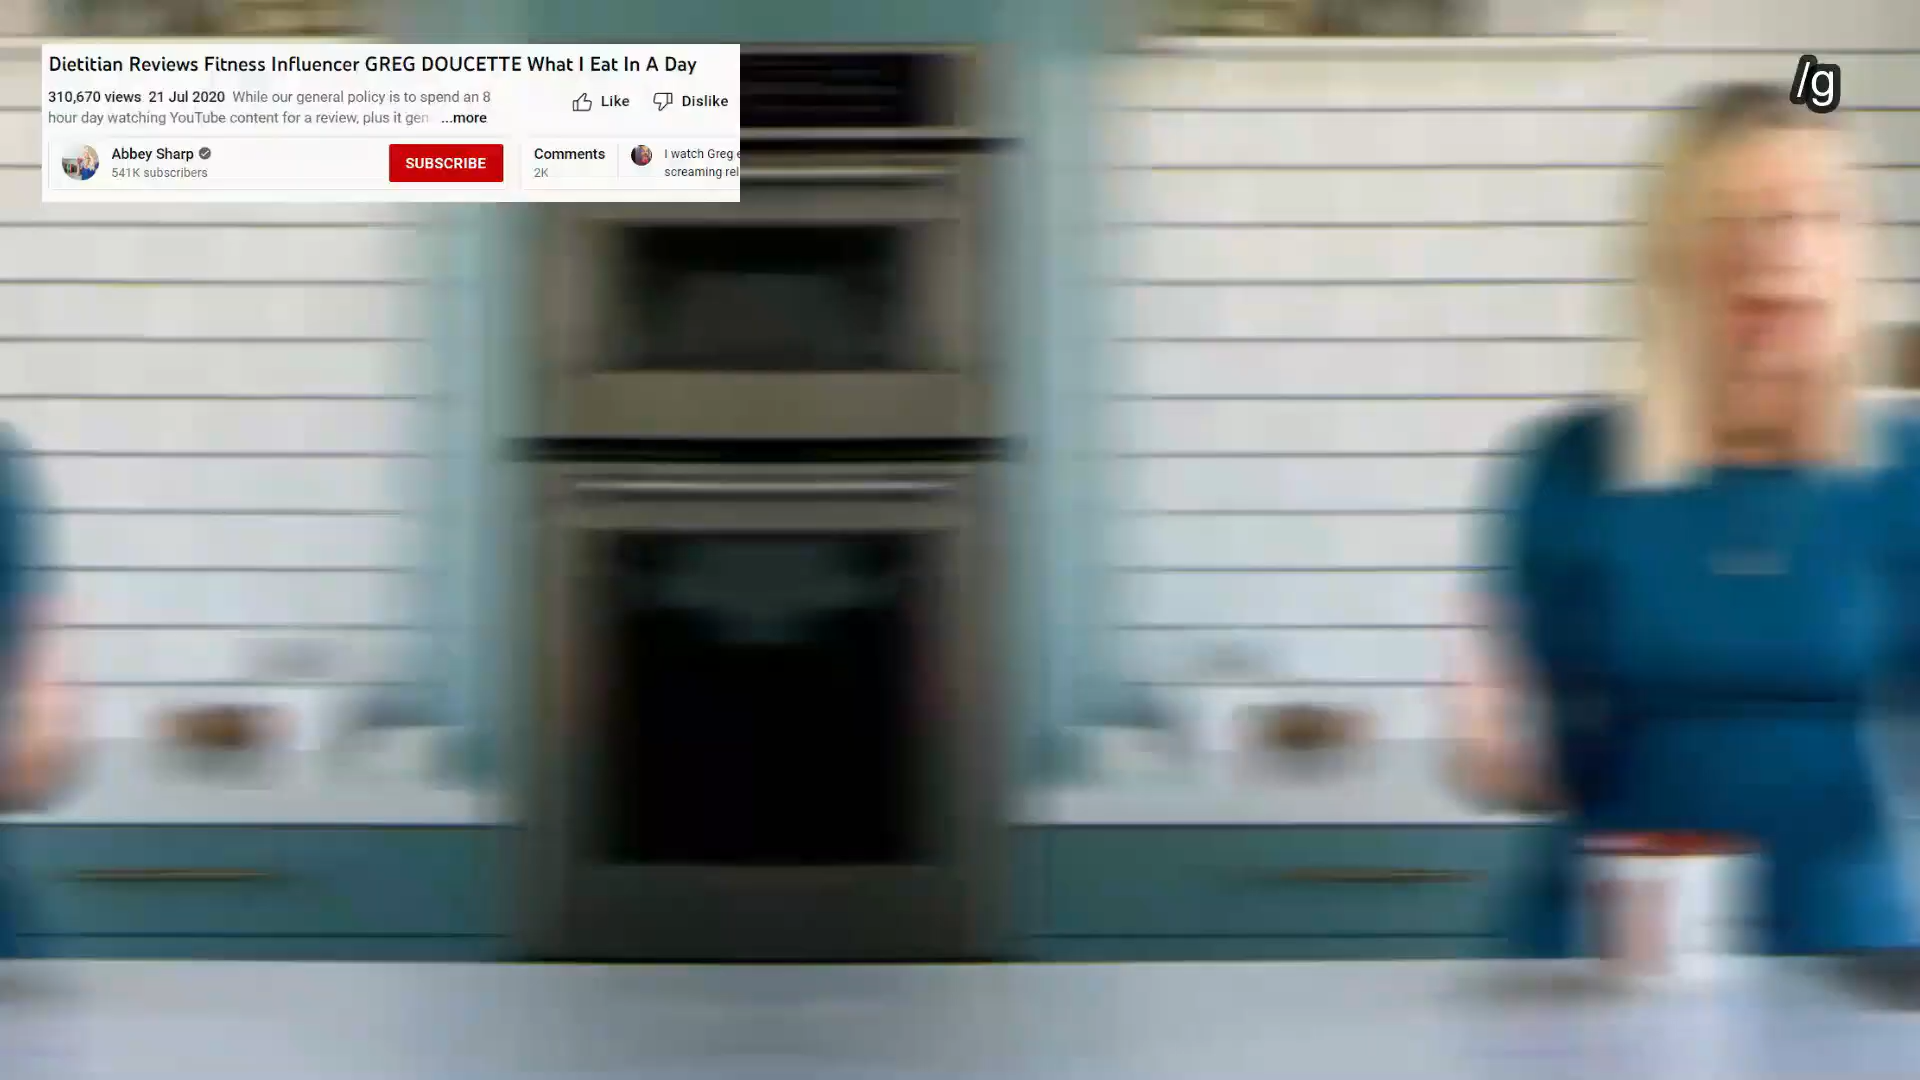 Dietitian Reviews Fitness Influencer GREG DOUCETTE What I Eat In A Day
310,670 views 21 Jul 2020 While our general policy is to spend an 8
hour day watching YouTube content for a review, plus it gen ...more
Like
Dislike
Abbey Sharp
541K subscribers
SUBSCRIBE
Comments
2K
I watch Greg
screaming rel
/g